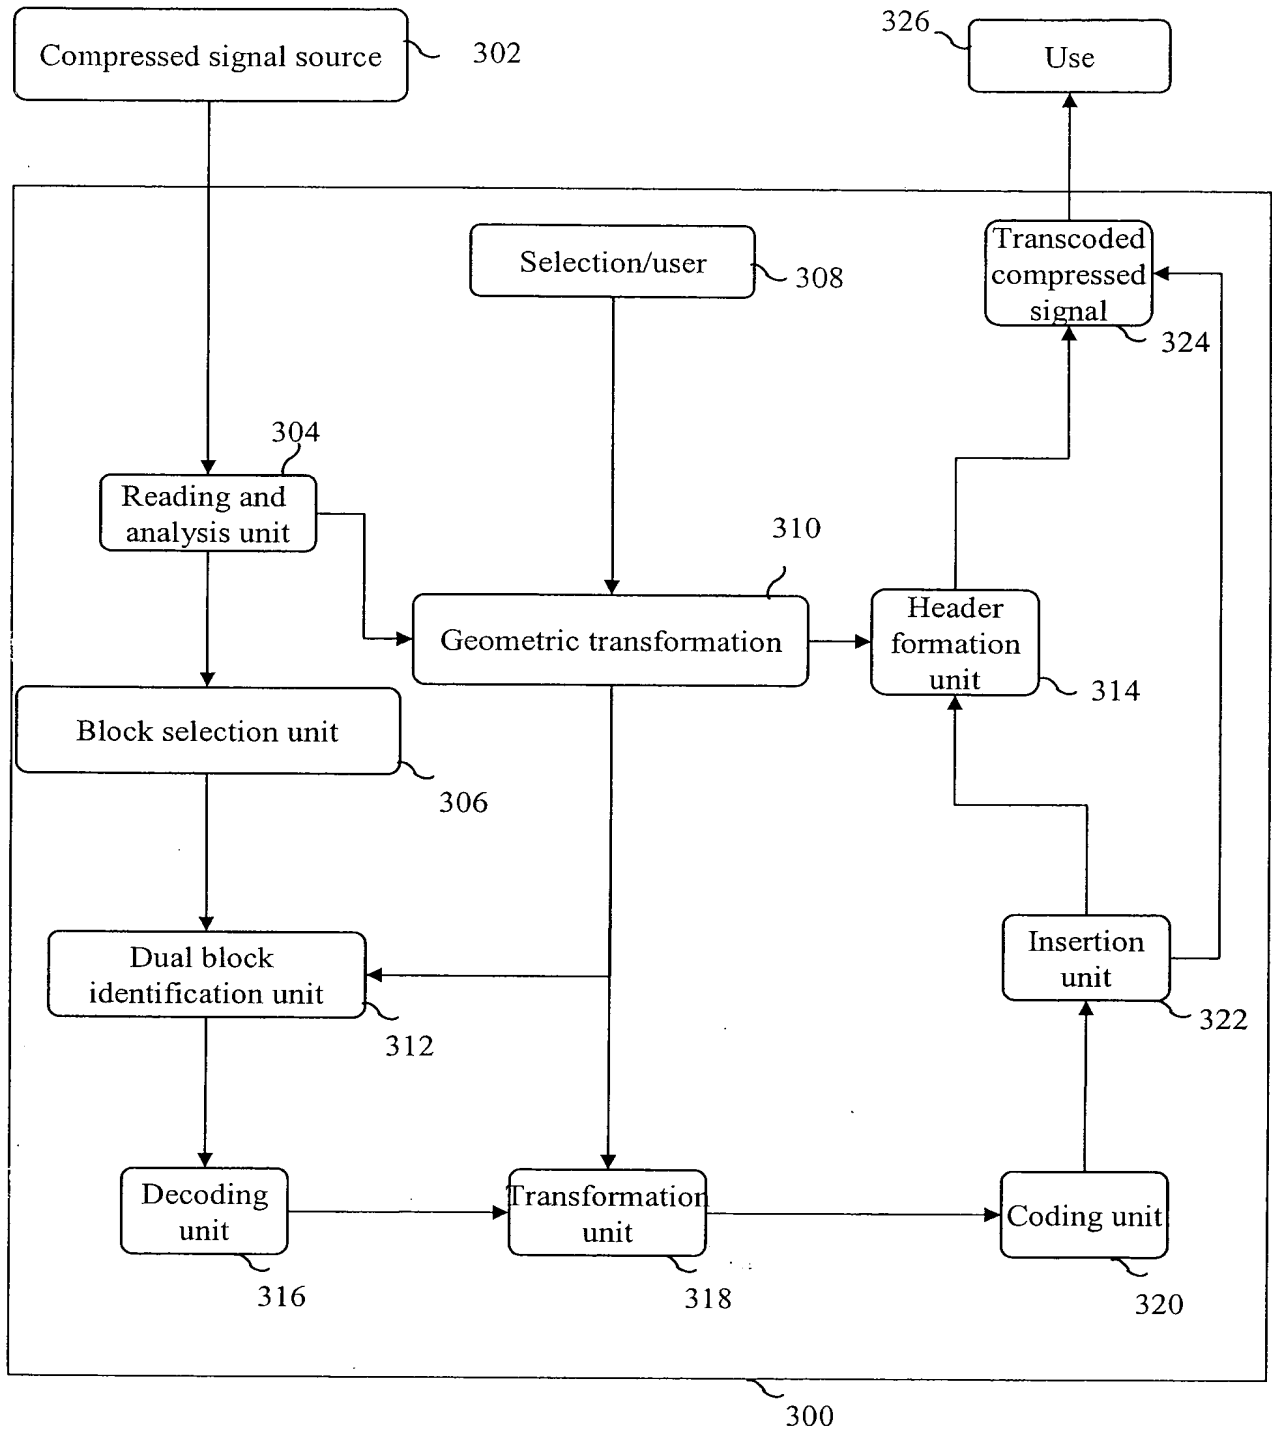 Compressed signal source
302
326
Use
Selection/user
308
Transcoded
compressed
signal
324
304
Reading and
analysis unit
310
Geometric transformation
Header
formation
unit
314
Block selection unit
306
Dual block
identification unit
312
Insertion
unit
322
Decoding
unit
316
Transformation
unit
318
Coding unit
320
300